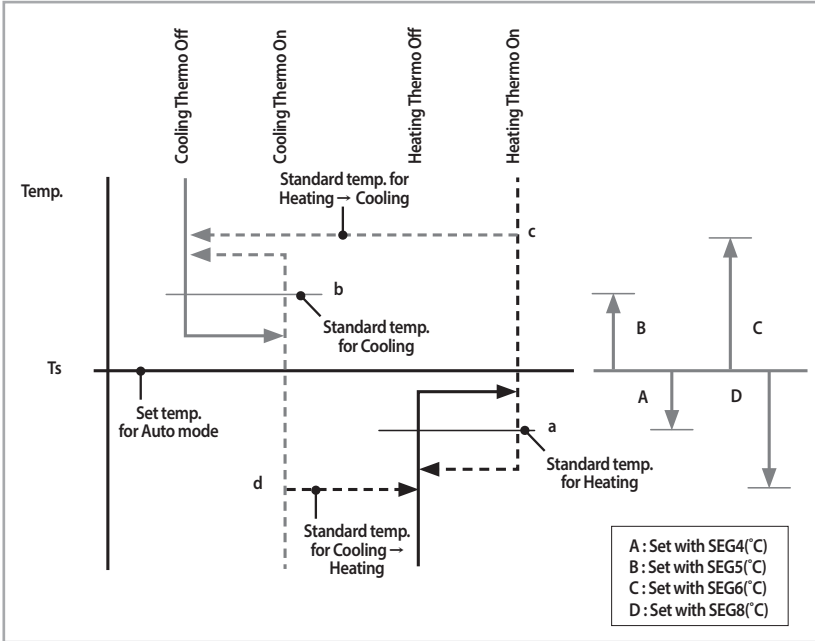 Cooling Thermo Off
Cooling Thermo On
Heating Thermo Off
Heating Thermo On
Temp.
Standard temp. for
Heating → Cooling
c
b
Standard temp.
for Cooling
B
C
Ts
Set temp.
for Auto mode
A
D
a
Standard temp.
for Heating
d
Standard temp.
for Cooling →
Heating
A : Set with SEG4(˚C)
B : Set with SEG5(˚C)
C : Set with SEG6(˚C)
D : Set with SEG8(˚C)